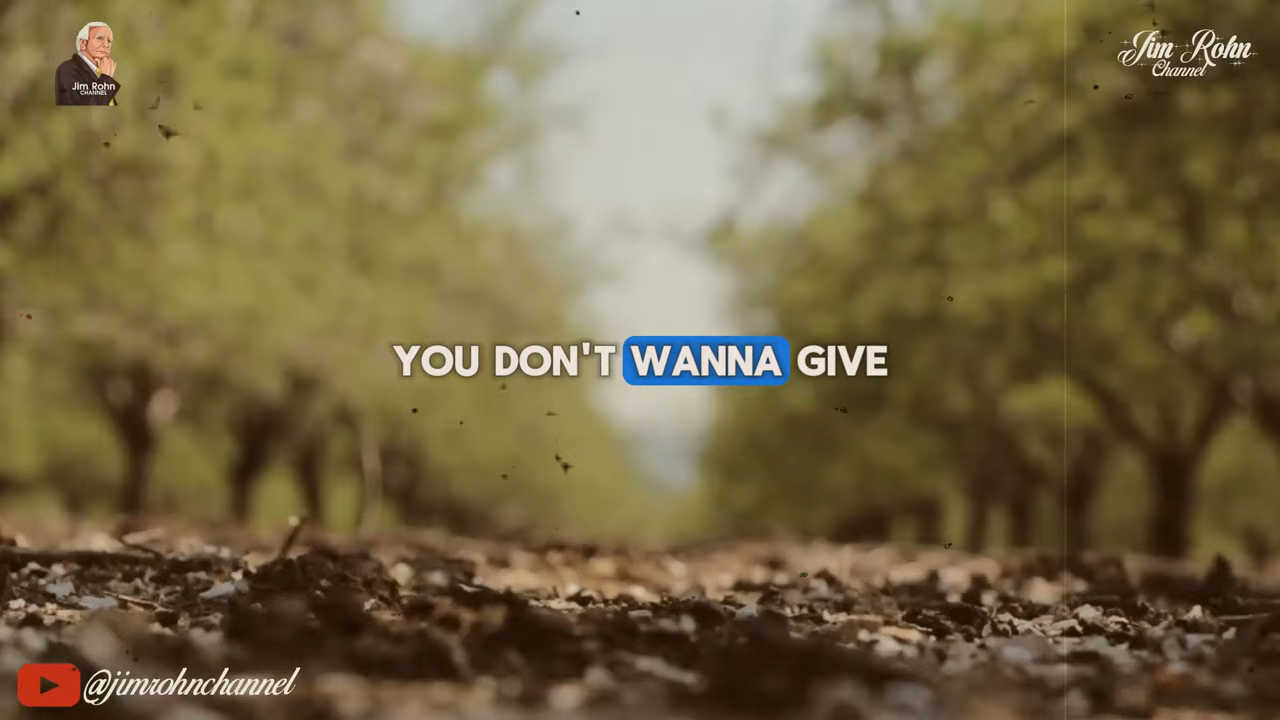 Jim Rohn
CHANNEL
Jim Rohn
Channel
YOU DON'T WANNA GIVE
@jimrohnchannel